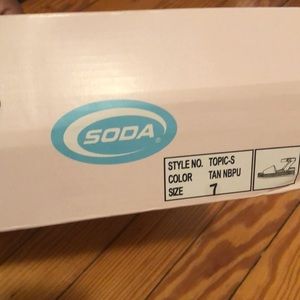 SODA®
STYLE NO. TOPIC-S
COLOR TAN NBPU
SIZE 7